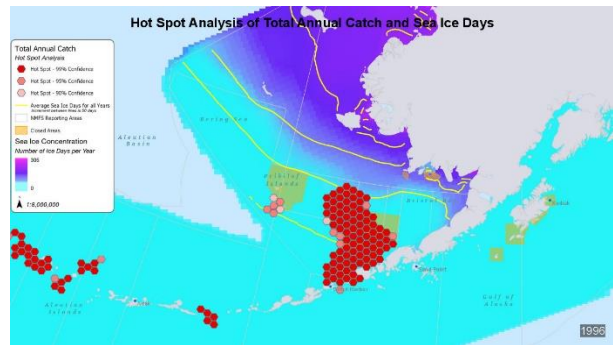 Hot Spot Analysis of Total Annual Catch and Sea Ice Days
Total Annual Catch
Hot Spot Analysis
Hot Spot - 99% Confidence
Hot Spot - 95% Confidence
Hot Spot - 90% Confidence
Average Sea Ice Days for all Years
NMFS Reporting Areas
Closed Areas
Sea Ice Concentration
Number of Ice Days per Year
306
0
1:8,000,000
Aleutian
Basin
Bering Sea
Pribilof
Islands
Kodiak
Sand Point
Gulf of
Alaska
Aleutian
Islands
1996